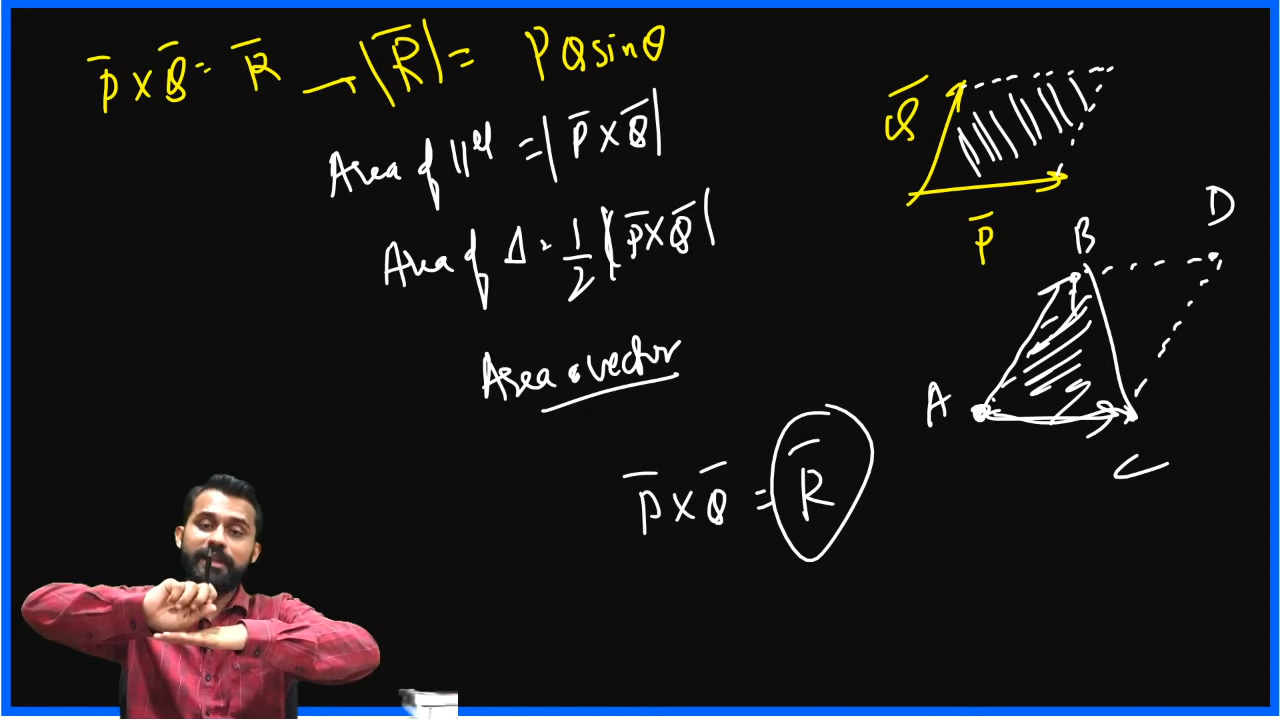 P̅ × Q̅ = R̅ → |R̅| = PQ sinθ
Area of ||el = |P̅ × Q̅|
Area of Δ = 1/2 |P̅ × Q̅|
Area vector
P̅ × Q̅ = R̅
Q̅
P̅
B
D
A
C